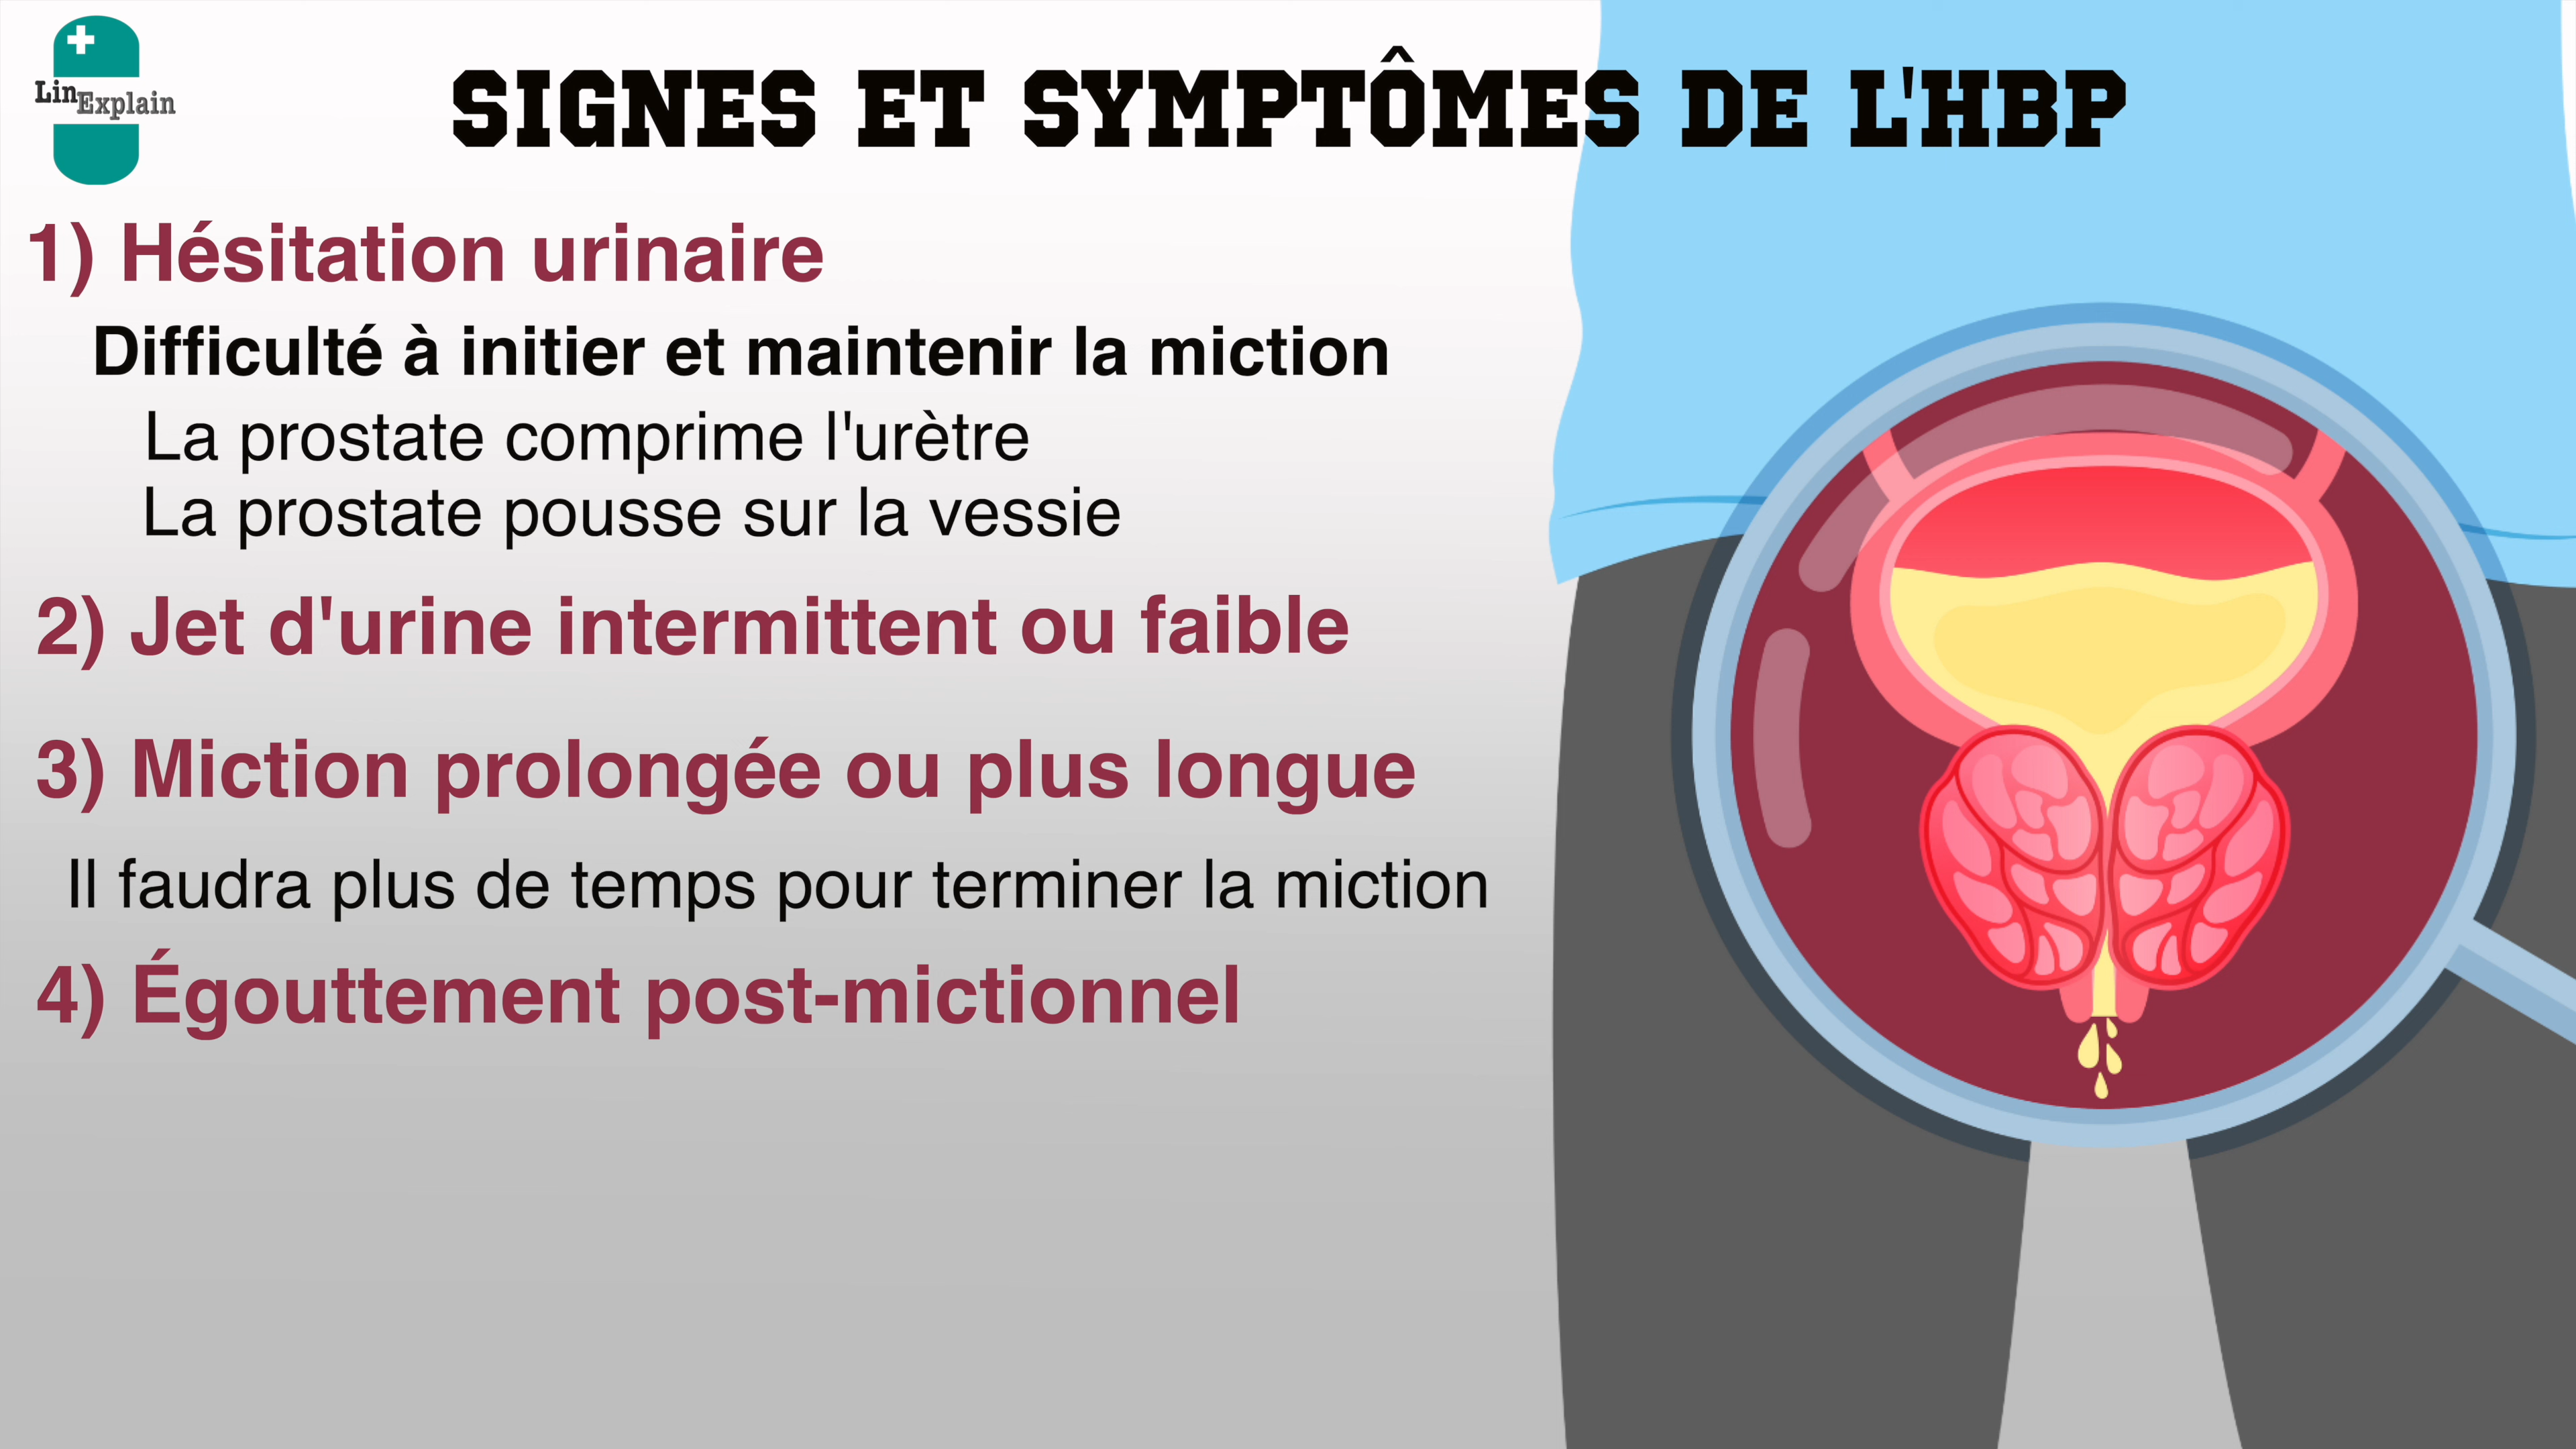 Lin Explain
SIGNES ET SYMPTÔMES DE L'HBP
1) Hésitation urinaire
Difficulté à initier et maintenir la miction
La prostate comprime l'urètre
La prostate pousse sur la vessie
2) Jet d'urine intermittent ou faible
3) Miction prolongée ou plus longue
Il faudra plus de temps pour terminer la miction
4) Égouttement post-mictionnel